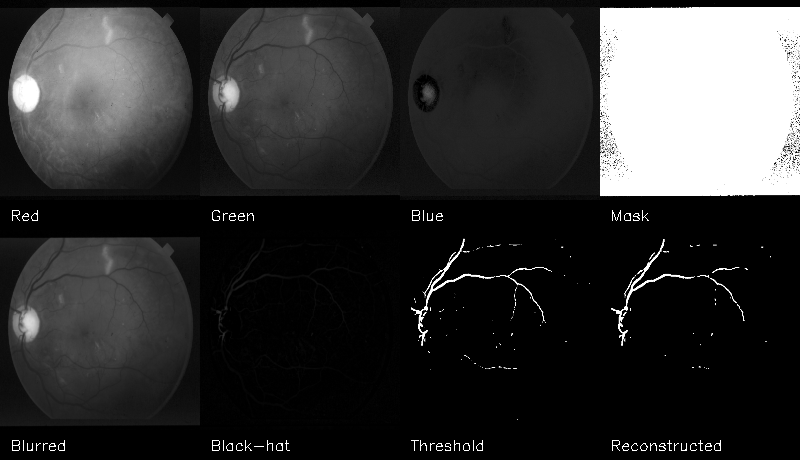 Red
Green
Blue
Mask
Blurred
Black-hat
Threshold
Reconstructed